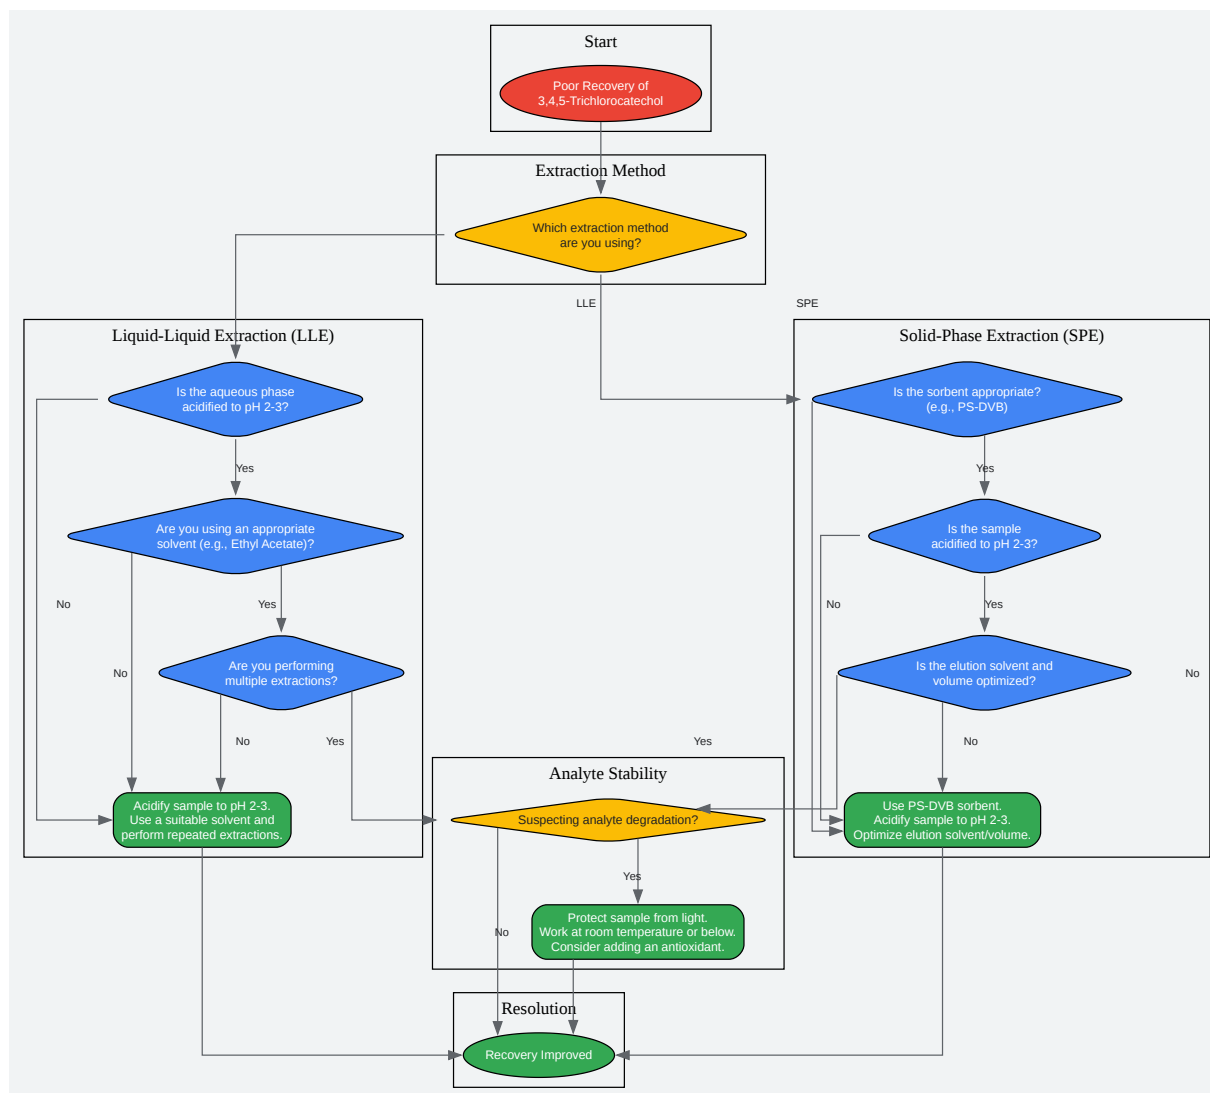 Start
Poor Recovery of
3,4,5-Trichlorocatechol
Extraction Method
Which extraction method
are you using?
LLE
SPE
Liquid-Liquid Extraction (LLE)
Is the aqueous phase
acidified to pH 2-3?
Yes
Are you using an appropriate
solvent (e.g., Ethyl Acetate)?
No
Yes
Are you performing
multiple extractions?
No
No
Yes
Acidify sample to pH 2-3.
Use a suitable solvent and
perform repeated extractions.
Solid-Phase Extraction (SPE)
Is the sorbent appropriate?
(e.g., PS-DVB)
Yes
Is the sample
acidified to pH 2-3?
No
Yes
Is the elution solvent and
volume optimized?
No
No
Yes
Use PS-DVB sorbent.
Acidify sample to pH 2-3.
Optimize elution solvent/volume.
Analyte Stability
Suspecting analyte degradation?
Yes
Protect sample from light.
Work at room temperature or below.
Consider adding an antioxidant.
No
Resolution
Recovery Improved